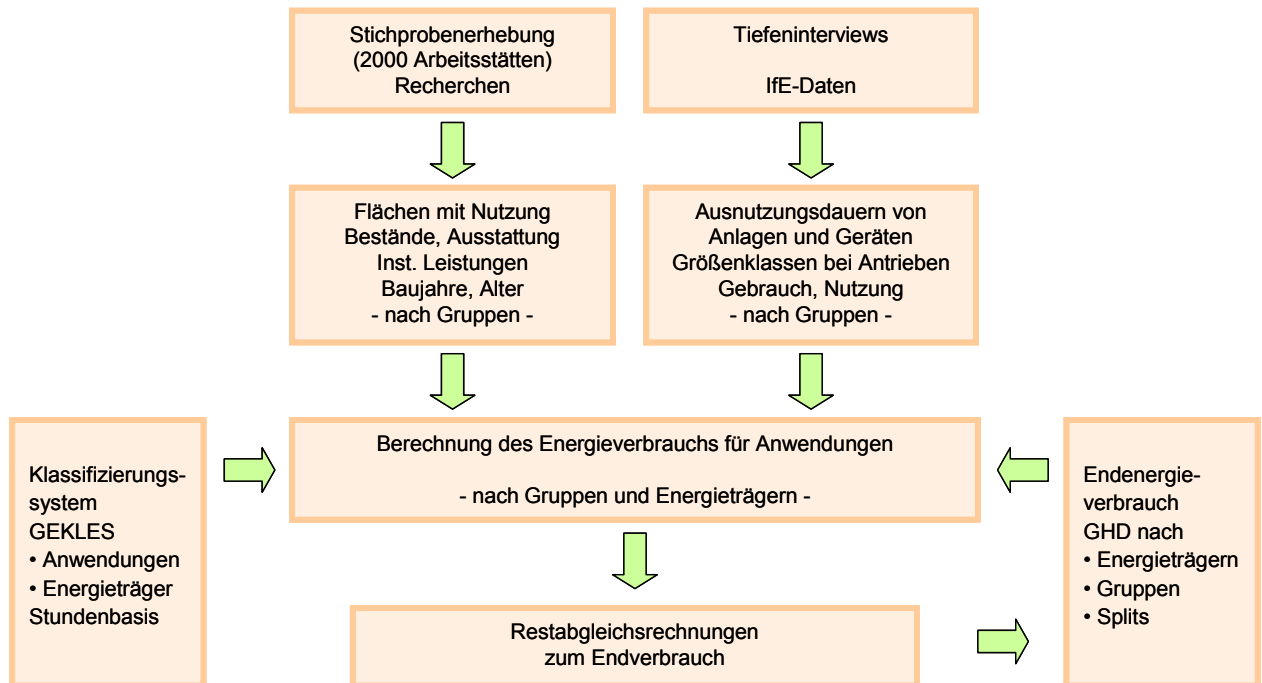 Stichprobenerhebung
(2000 Arbeitsstätten)
Recherchen
Tiefeninterviews
IfE-Daten
Flächen mit Nutzung
Bestände, Ausstattung
Inst. Leistungen
Baujahre, Alter
- nach Gruppen -
Ausnutzungsdauern von
Anlagen und Geräten
Größenklassen bei Antrieben
Gebrauch, Nutzung
- nach Gruppen -
Klassifizierungs-
system
GEKLES
• Anwendungen
• Energieträger
Stundenbasis
Berechnung des Energieverbrauchs für Anwendungen
- nach Gruppen und Energieträgern -
Endenergie-
verbrauch
GHD nach
• Energieträgern
• Gruppen
• Splits
Restabgleichsrechnungen
zum Endverbrauch